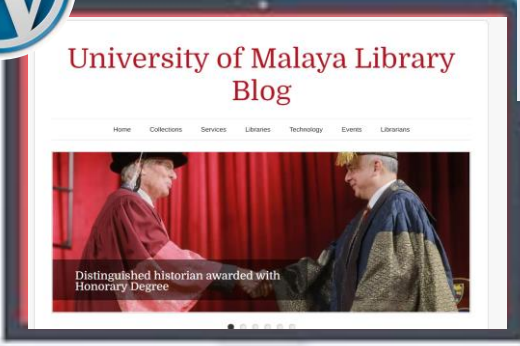 University of Malaya Library
Blog
Home Collections Services Libraries Technology Events Librarians
Distinguished historian awarded with
Honorary Degree